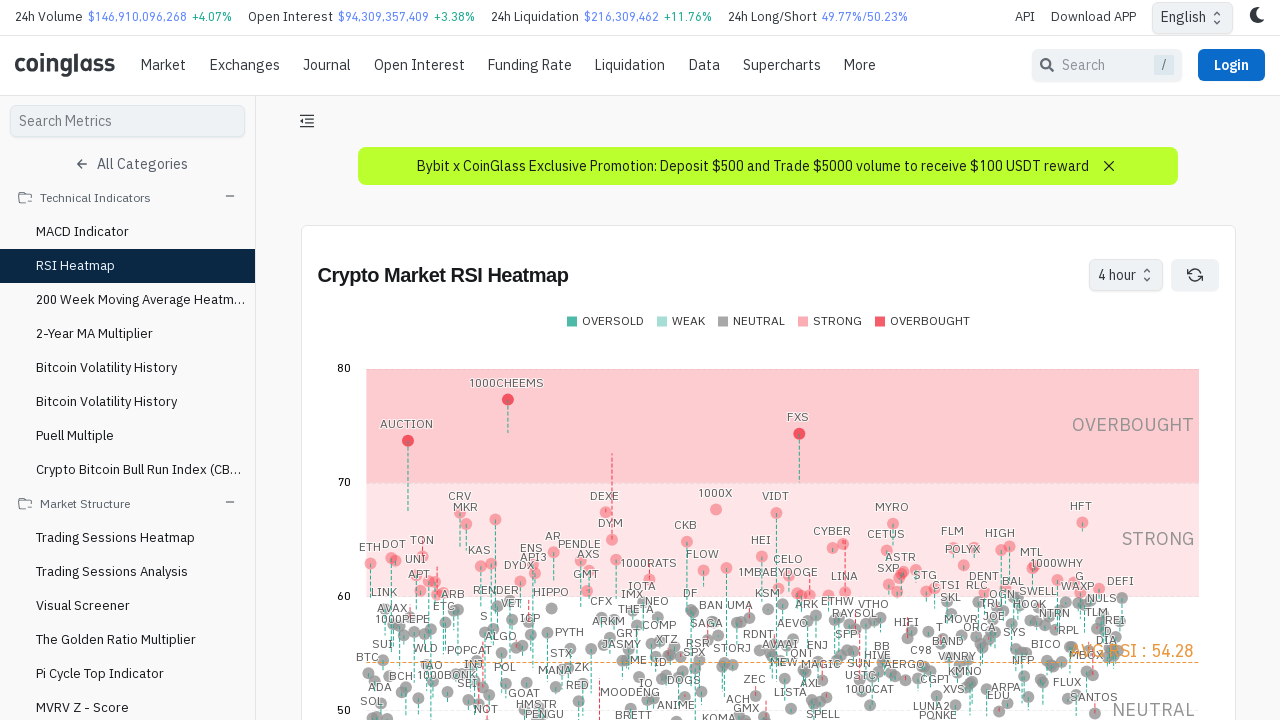 24h Volume $146,910,096,268 +4.07% Open Interest $94,309,357,409 +3.38% 24h Liquidation $216,309,462 +11.76% 24h Long/Short 49.77%/50.23% API Download APP English
coinglass Market Exchanges Journal Open Interest Funding Rate Liquidation Data Supercharts More Search / Login
Search Metrics
All Categories
Technical Indicators
MACD Indicator
RSI Heatmap
200 Week Moving Average Heatm...
2-Year MA Multiplier
Bitcoin Volatility History
Bitcoin Volatility History
Puell Multiple
Crypto Bitcoin Bull Run Index (CB...
Market Structure
Trading Sessions Heatmap
Trading Sessions Analysis
Visual Screener
The Golden Ratio Multiplier
Pi Cycle Top Indicator
MVRV Z - Score
Bybit x CoinGlass Exclusive Promotion: Deposit $500 and Trade $5000 volume to receive $100 USDT reward
Crypto Market RSI Heatmap
4 hour
OVERSOLD WEAK NEUTRAL STRONG OVERBOUGHT
80
1000CHEEMS
AUCTION
FXS
OVERBOUGHT
70
CRV
MKR
DEXE
1000X
VIDT
MYRO
HFT
DYM
CKB
CYBER
CETUS
FLM
HIGH
STRONG
ETH
DOT
TON
KAS
AR
ENS
PENDLE
HEI
POLYX
MTL
UNI
API3
AXS
FLOW
CELO
ASTR
APT
DYDX
GMT
1000RATS
1MBABYDOGE
LINA
SXP
STG
DENT
1000WHY
G
DEFI
60
LINK
ARB
RENDER
HIPPO
IOTA
IMX
DF
KSM
CTSI
RLC
BAL
SWELL
WAXP
AVAX
ETC
VET
CFX
THETA
NEO
BAN
UMA
ARK
ETHW
VTHO
SKL
TRU
OGN
HOOK
NULS
1000PEPE
S
ICP
ARKM
COMP
SAGA
AEVO
RAYSOL
HIFI
MOVR
JOE
NTRN
TLM
REI
SUI
WLD
ALGO
PYTH
GRT
JASMY
XTZ
RSR
RDNT
SPP
T
ORCA
SYS
RPL
D
BTC
POPCAT
STX
ME
ID
SPX
STORJ
AVAAI
ENJ
BB
BAND
BICO
DIA
MBOX
AVG RSI : 54.28
BCH
TAO
INJ
POL
MANA
ZK
MEW
TNT
MAGIC
SUN
HIVE
C98
AERGO
VANRY
NFP
ADA
1000BONK
SEI
GOAT
RED
TO
DOGS
ZEC
AXL
USTC
1000CAT
CGPT
KMNO
XVS
FLUX
SOL
NOT
HMSTR
PENGU
MOODENG
BRETT
ANIME
KOMA
ACH
GMX
LISTA
SPELL
LUNA2
PONKE
ARPA
EDU
SANTOS
NEUTRAL
50